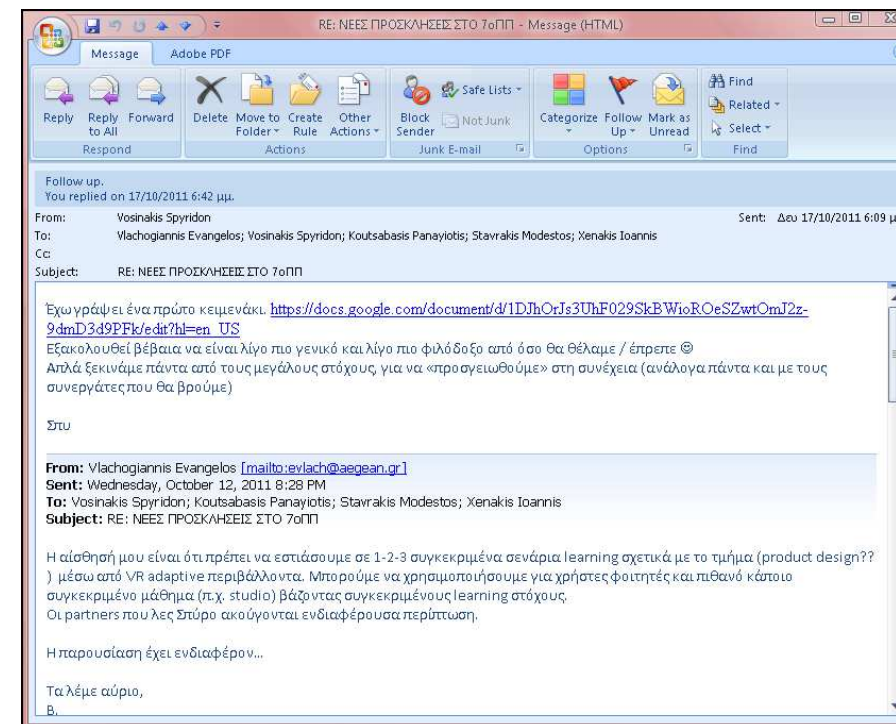 RE: ΝΕΕΣ ΠΡΟΣΚΛΗΣΕΙΣ ΣΤΟ 7οΠΠ - Message (HTML)
Message Adobe PDF
Reply Reply to All Forward Delete Move to Folder Create Rule Other Actions Block Sender Safe Lists Not Junk Categorize Follow Up Mark as Unread Find Related Select
Respond Actions Junk E-mail Options Find
Follow up.
You replied on 17/10/2011 6:42 μμ.
From: Vosinakis Spyridon Sent: Δευ 17/10/2011 6:09 μ
To: Vlachogiannis Evangelos; Vosinakis Spyridon; Koutsabasis Panayiotis; Stavrakis Modestos; Xenakis Ioannis
Cc:
Subject: RE: ΝΕΕΣ ΠΡΟΣΚΛΗΣΕΙΣ ΣΤΟ 7οΠΠ
Έχω γράψει ένα πρώτο κειμενάκι. https://docs.google.com/document/d/1DJhOrJs3UhF029SkBWioROeSZwtOmJ2z-
9dmD3d9PFk/edit?hl=en_US
Εξακολουθεί βέβαια να είναι λίγο πιο γενικό και λίγο πιο φιλόδοξο από όσο θα θέλαμε / έπρεπε ☺
Απλά ξεκινάμε πάντα από τους μεγάλους στόχους, για να «προσγειωθούμε» στη συνέχεια (ανάλογα πάντα και με τους
συνεργάτες που θα βρούμε)
Σπυ
From: Vlachogiannis Evangelos [mailto:evlach@aegean.gr]
Sent: Wednesday, October 12, 2011 8:28 PM
To: Vosinakis Spyridon; Koutsabasis Panayiotis; Stavrakis Modestos; Xenakis Ioannis
Subject: RE: ΝΕΕΣ ΠΡΟΣΚΛΗΣΕΙΣ ΣΤΟ 7οΠΠ
Η αίσθησή μου είναι ότι πρέπει να εστιάσουμε σε 1-2-3 συγκεκριμένα σενάρια learning σχετικά με το τμήμα (product design??
) μέσω από VR adaptive περιβάλλοντα. Μπορούμε να χρησιμοποιήσουμε για χρήστες φοιτητές και πιθανό κάποιο
συγκεκριμένο μάθημα (π.χ. studio) βάζοντας συγκεκριμένους learning στόχους.
Οι partners που λες Σπύρο ακούγονται ενδιαφέρουσα περίπτωση.
Η παρουσίαση έχει ενδιαφέρον...
Τα λέμε αύριο,
Β.